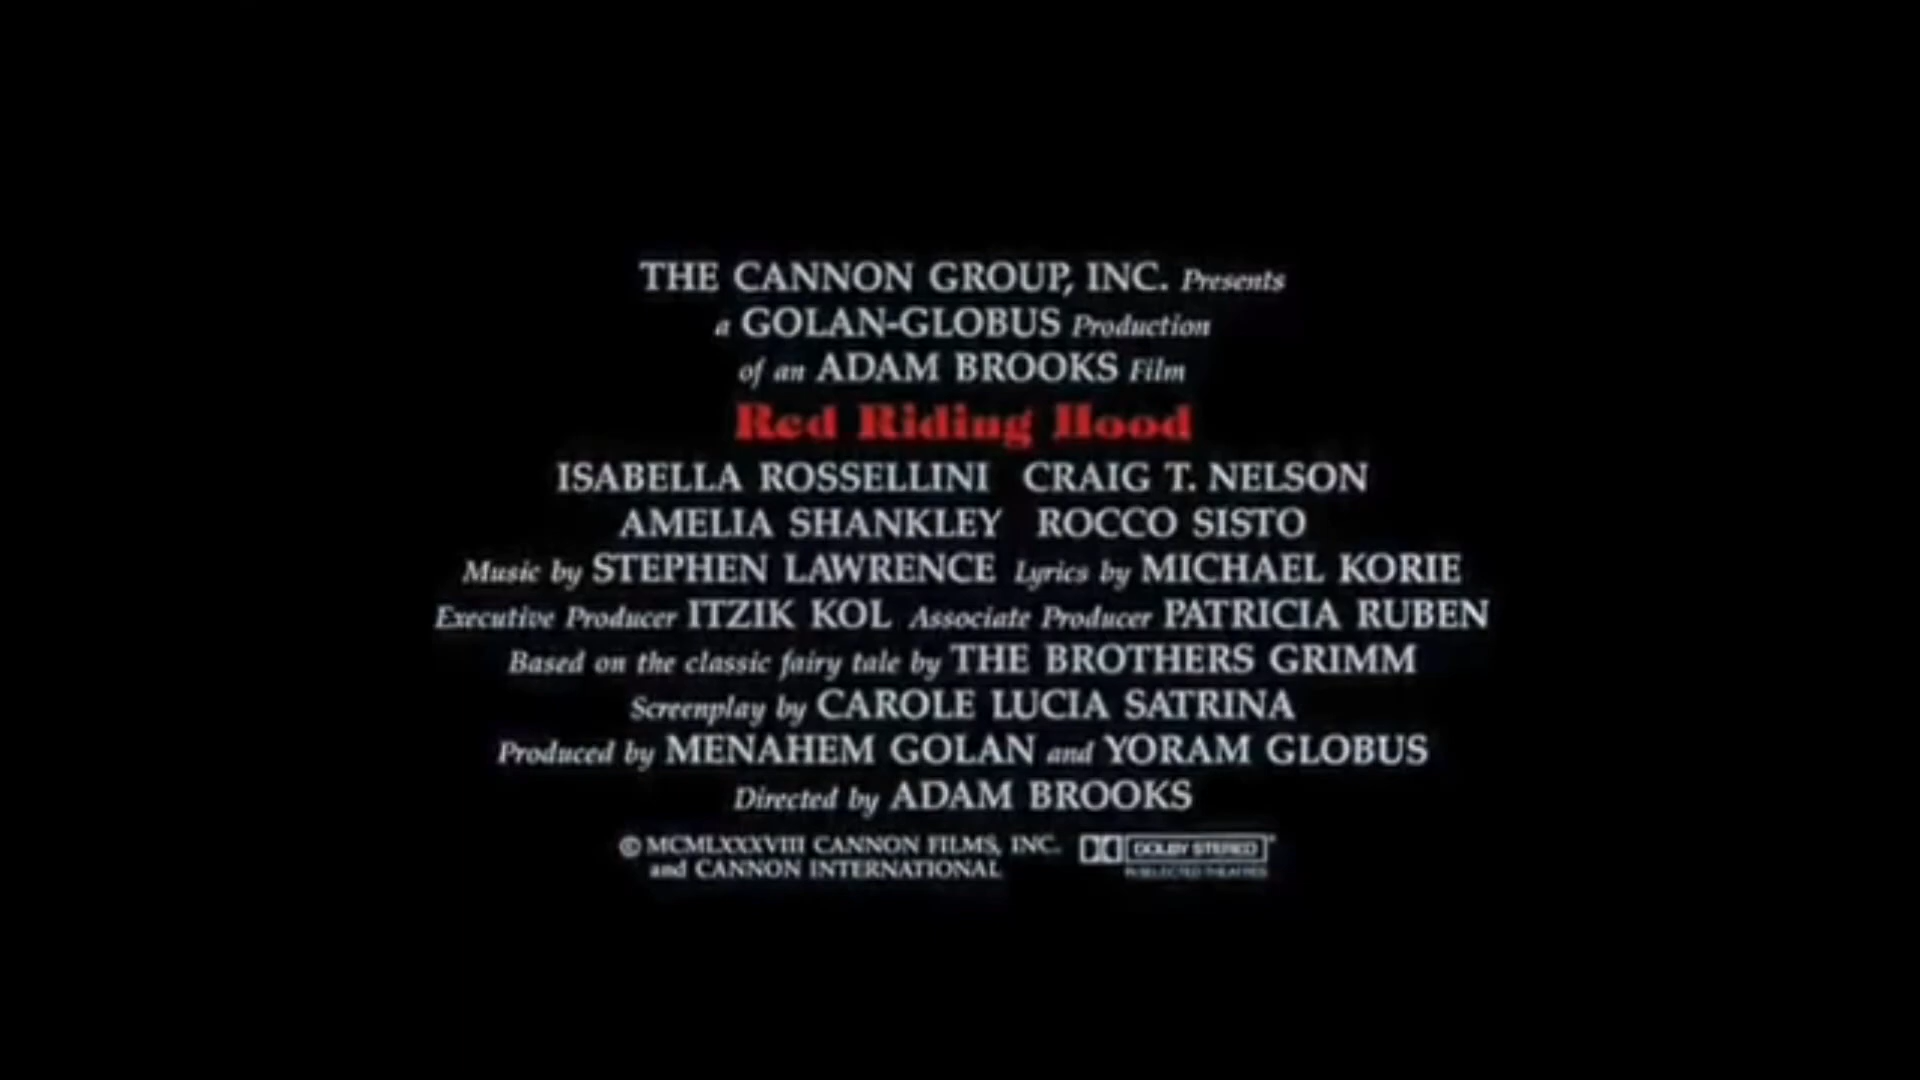 THE CANNON GROUP, INC. Presents
a GOLAN-GLOBUS Production
of an ADAM BROOKS Film
Red Riding Hood
ISABELLA ROSSELLINI CRAIG T. NELSON
AMELIA SHANKLEY ROCCO SISTO
Music by STEPHEN LAWRENCE Lyrics by MICHAEL KORIE
Executive Producer ITZIK KOL Associate Producer PATRICIA RUBEN
Based on the classic fairy tale by THE BROTHERS GRIMM
Screenplay by CAROLE LUCIA SATRINA
Produced by MENAHEM GOLAN and YORAM GLOBUS
Directed by ADAM BROOKS
© MCMLXXXVIII CANNON FILMS, INC.
and CANNON INTERNATIONAL
DOLBY STEREO
IN SELECTED THEATRES